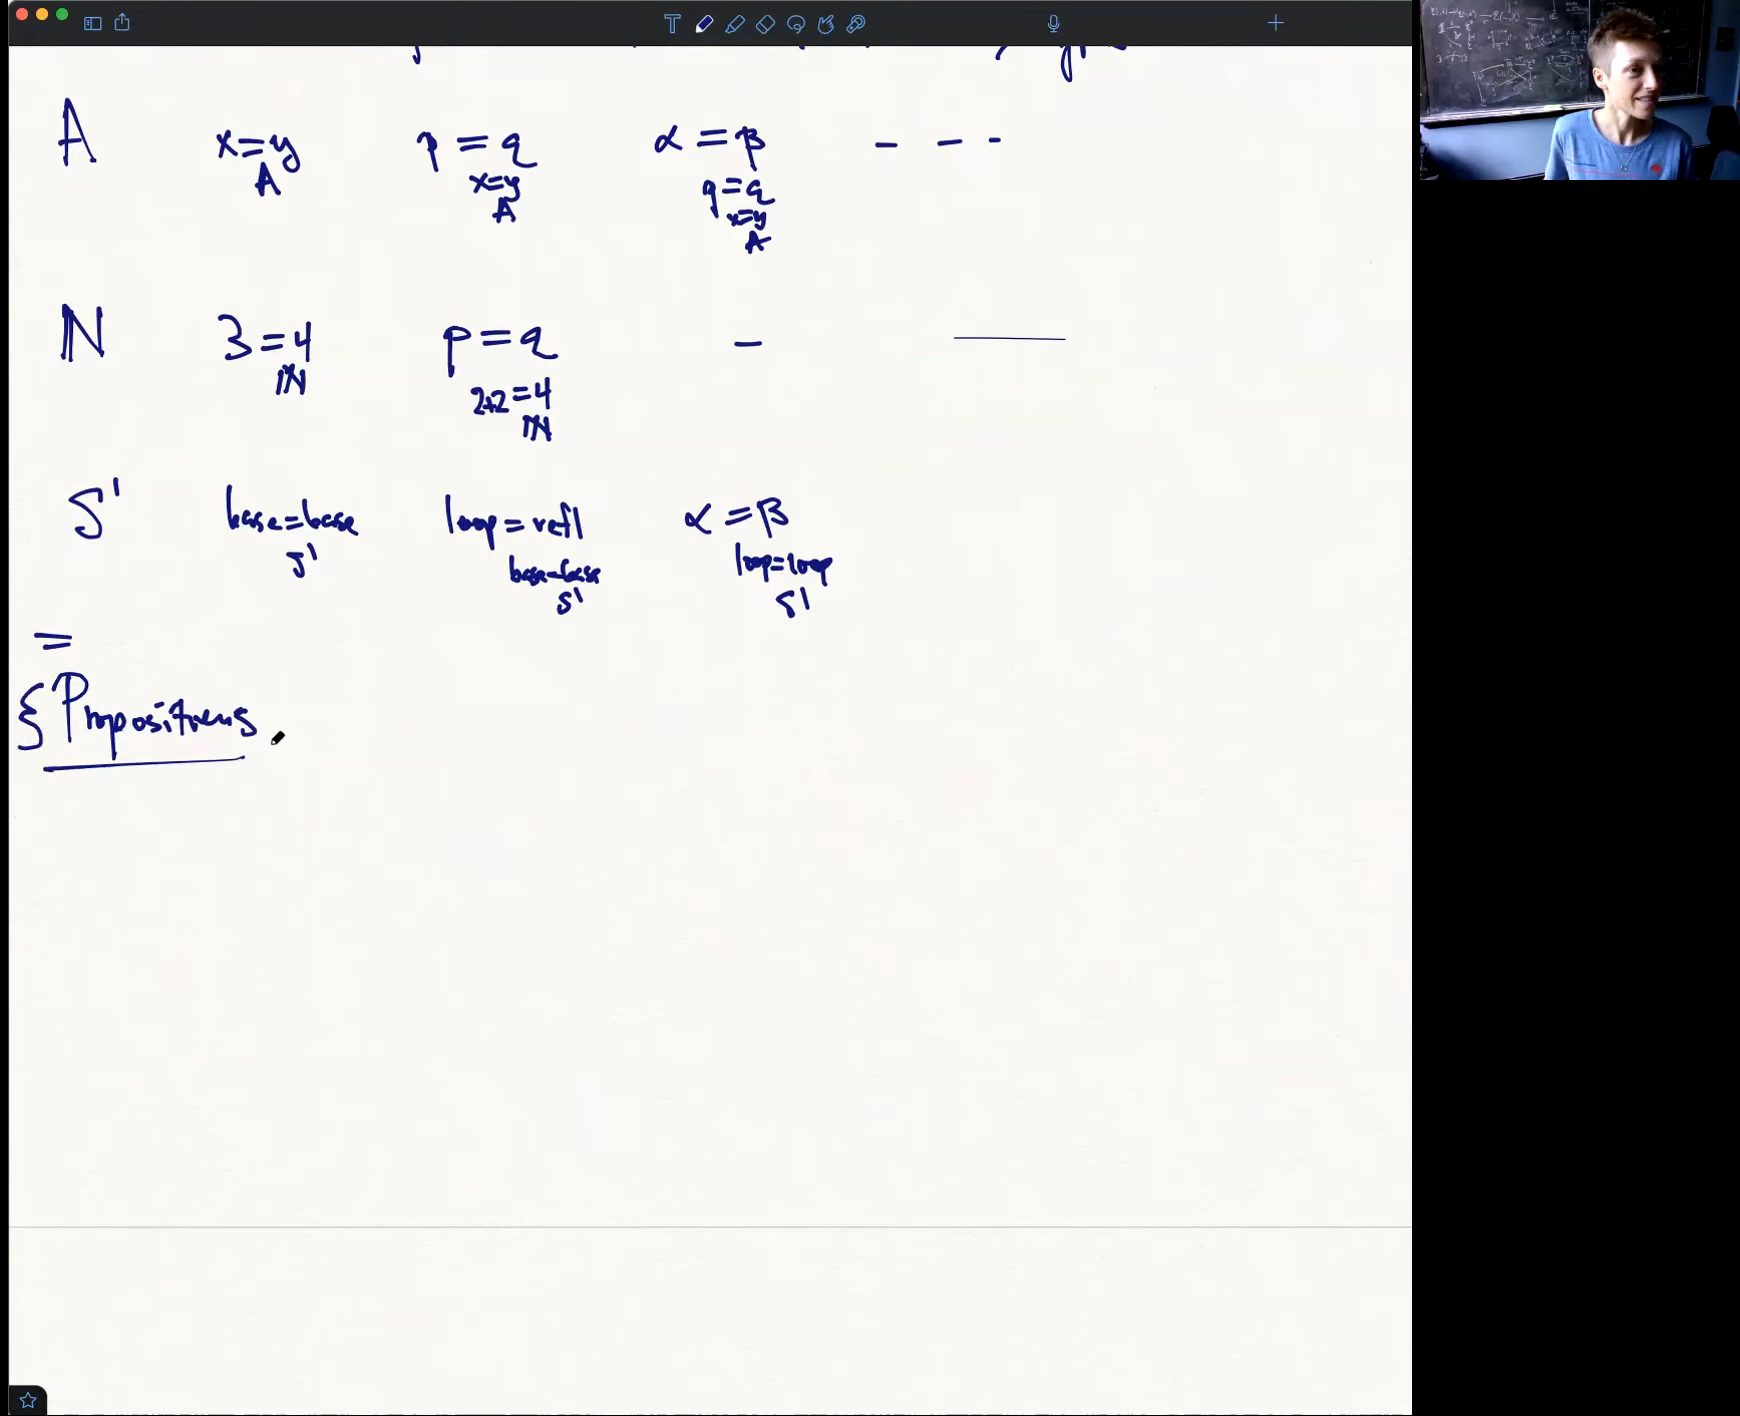 A x=y p=q α=β - - -
A x=y q=q
A x=y
A
N 3=4 p=q - —
N 2+2=4
N
S¹ base=base loop=refl α=β
S¹ base=base loop=loop
S¹ S¹
=
§ Propositions.